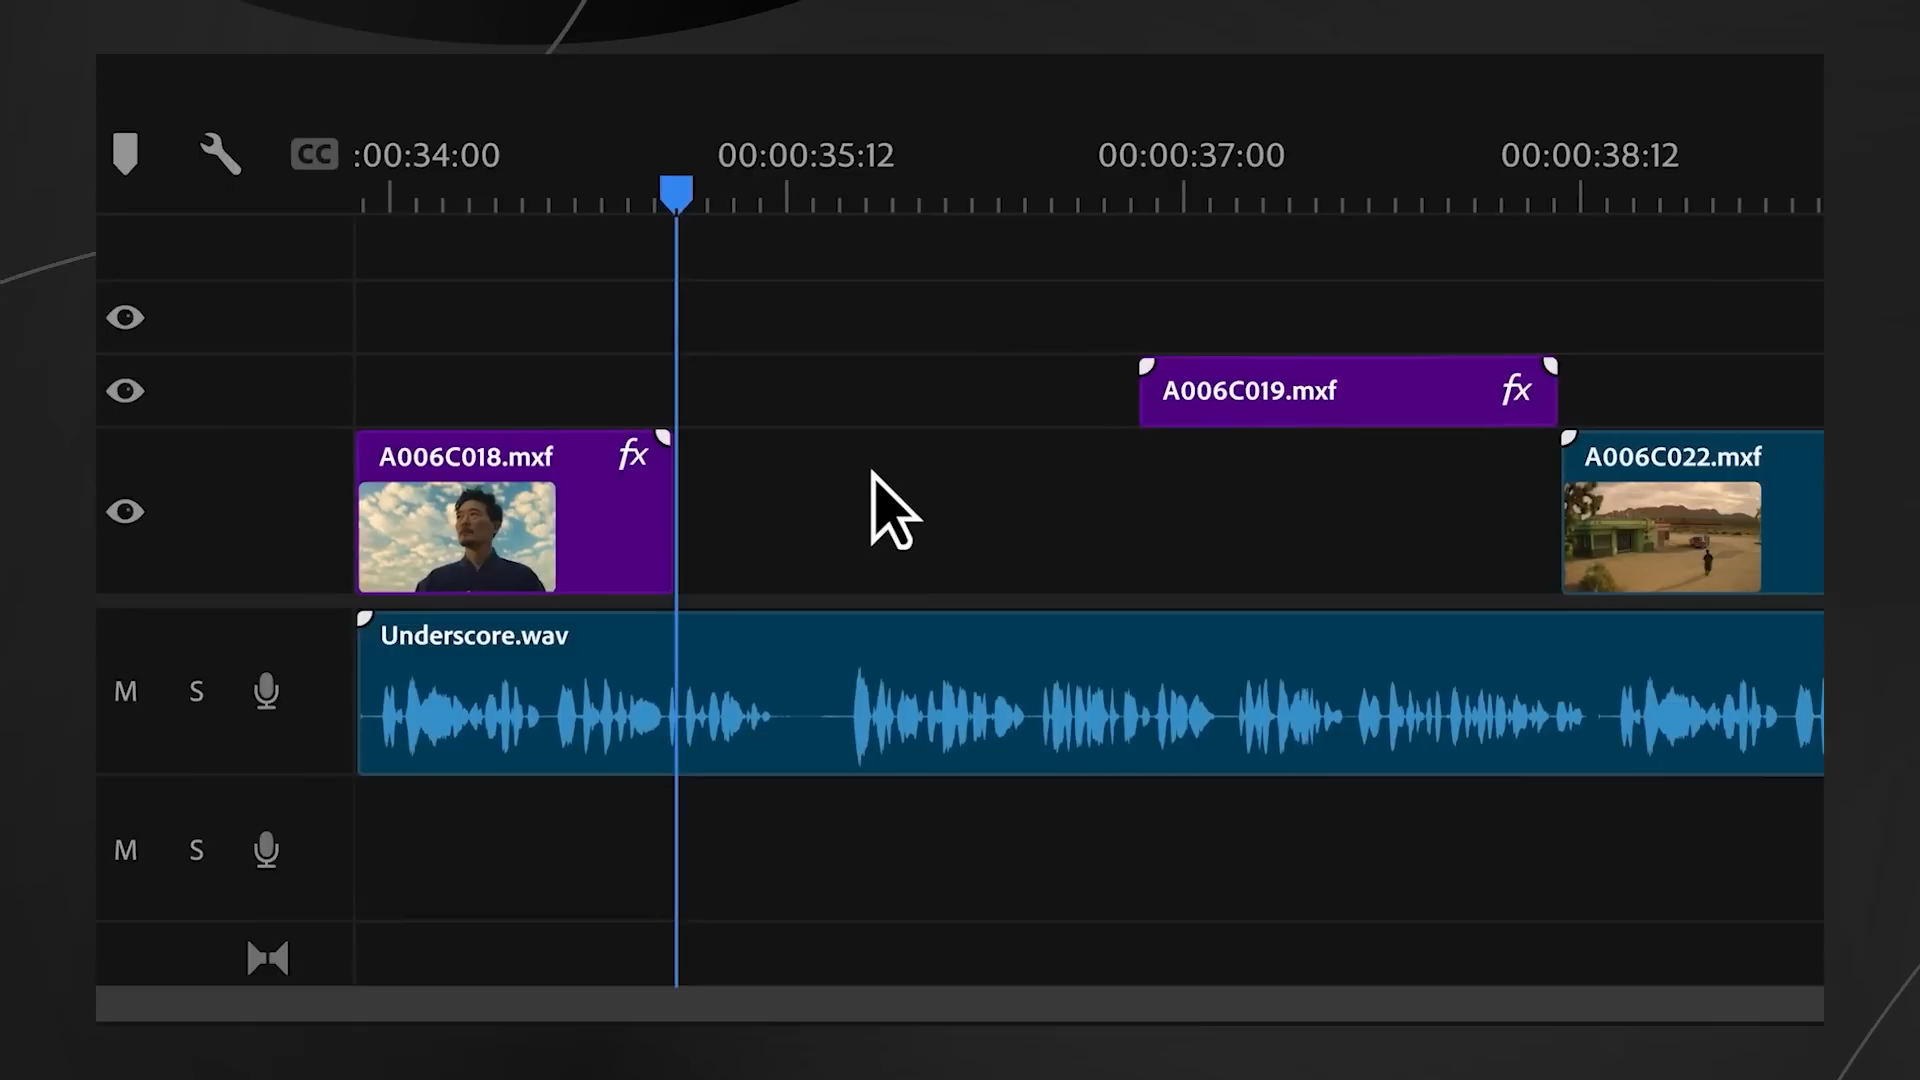 CC :00:34:00 00:00:35:12 00:00:37:00 00:00:38:12
A006C019.mxf fx
A006C018.mxf fx
A006C022.mxf
Underscore.wav
M S
M S